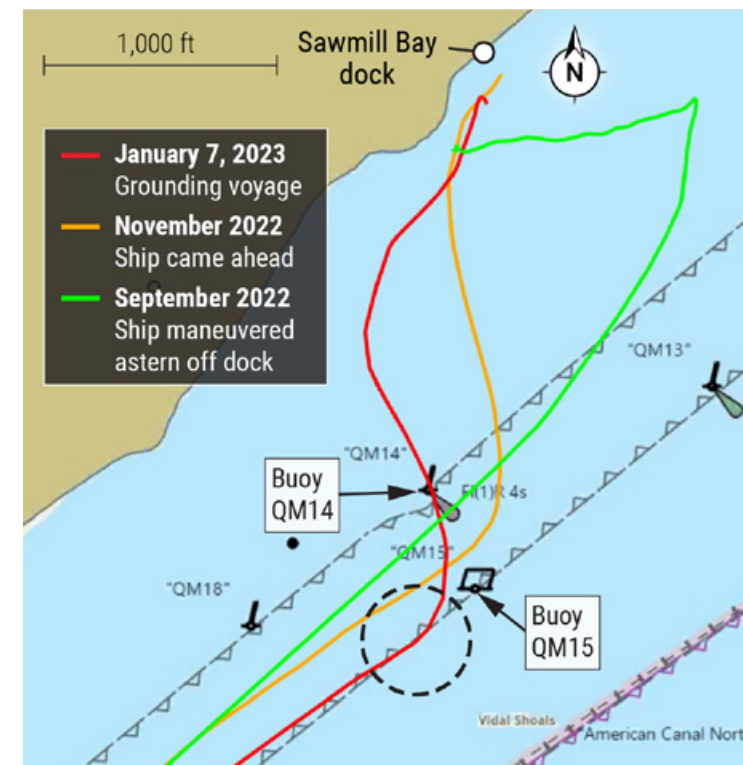 1,000 ft
Sawmill Bay
dock
N
January 7, 2023
Grounding voyage
November 2022
Ship came ahead
September 2022
Ship maneuvered
astern off dock
"QM13"
"QM14"
Buoy
QM14
Fl(1)R 4s
"QM15"
"QM18"
Buoy
QM15
Vidal Shoals
American Canal Nort